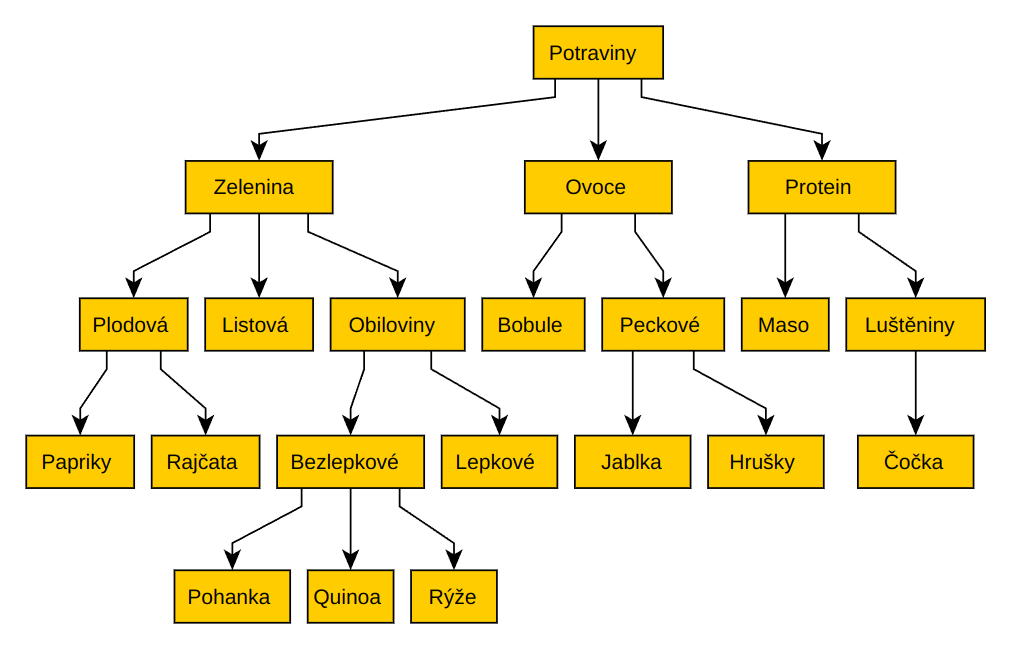 Potraviny
Zelenina
Ovoce
Protein
Plodová
Listová
Obiloviny
Bobule
Peckové
Maso
Luštěniny
Papriky
Rajčata
Bezlepkové
Lepkové
Jablka
Hrušky
Čočka
Pohanka
Quinoa
Rýže